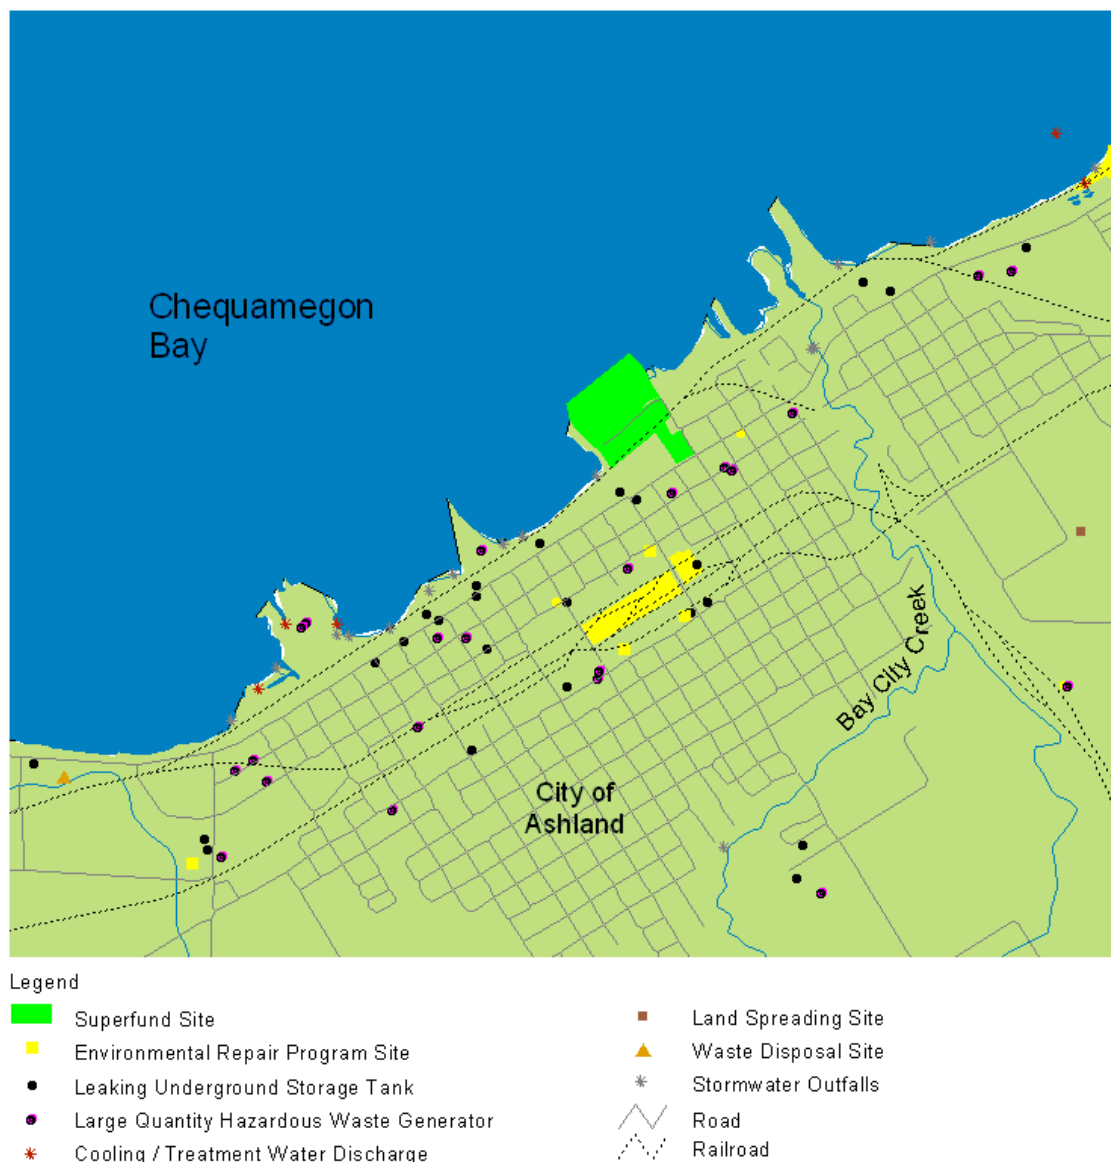 Chequamegon
Bay
Bay City Creek
City of
Ashland
Legend
Superfund Site
Environmental Repair Program Site
Leaking Underground Storage Tank
Large Quantity Hazardous Waste Generator
Cooling / Treatment Water Discharge
Land Spreading Site
Waste Disposal Site
Stormwater Outfalls
Road
Railroad